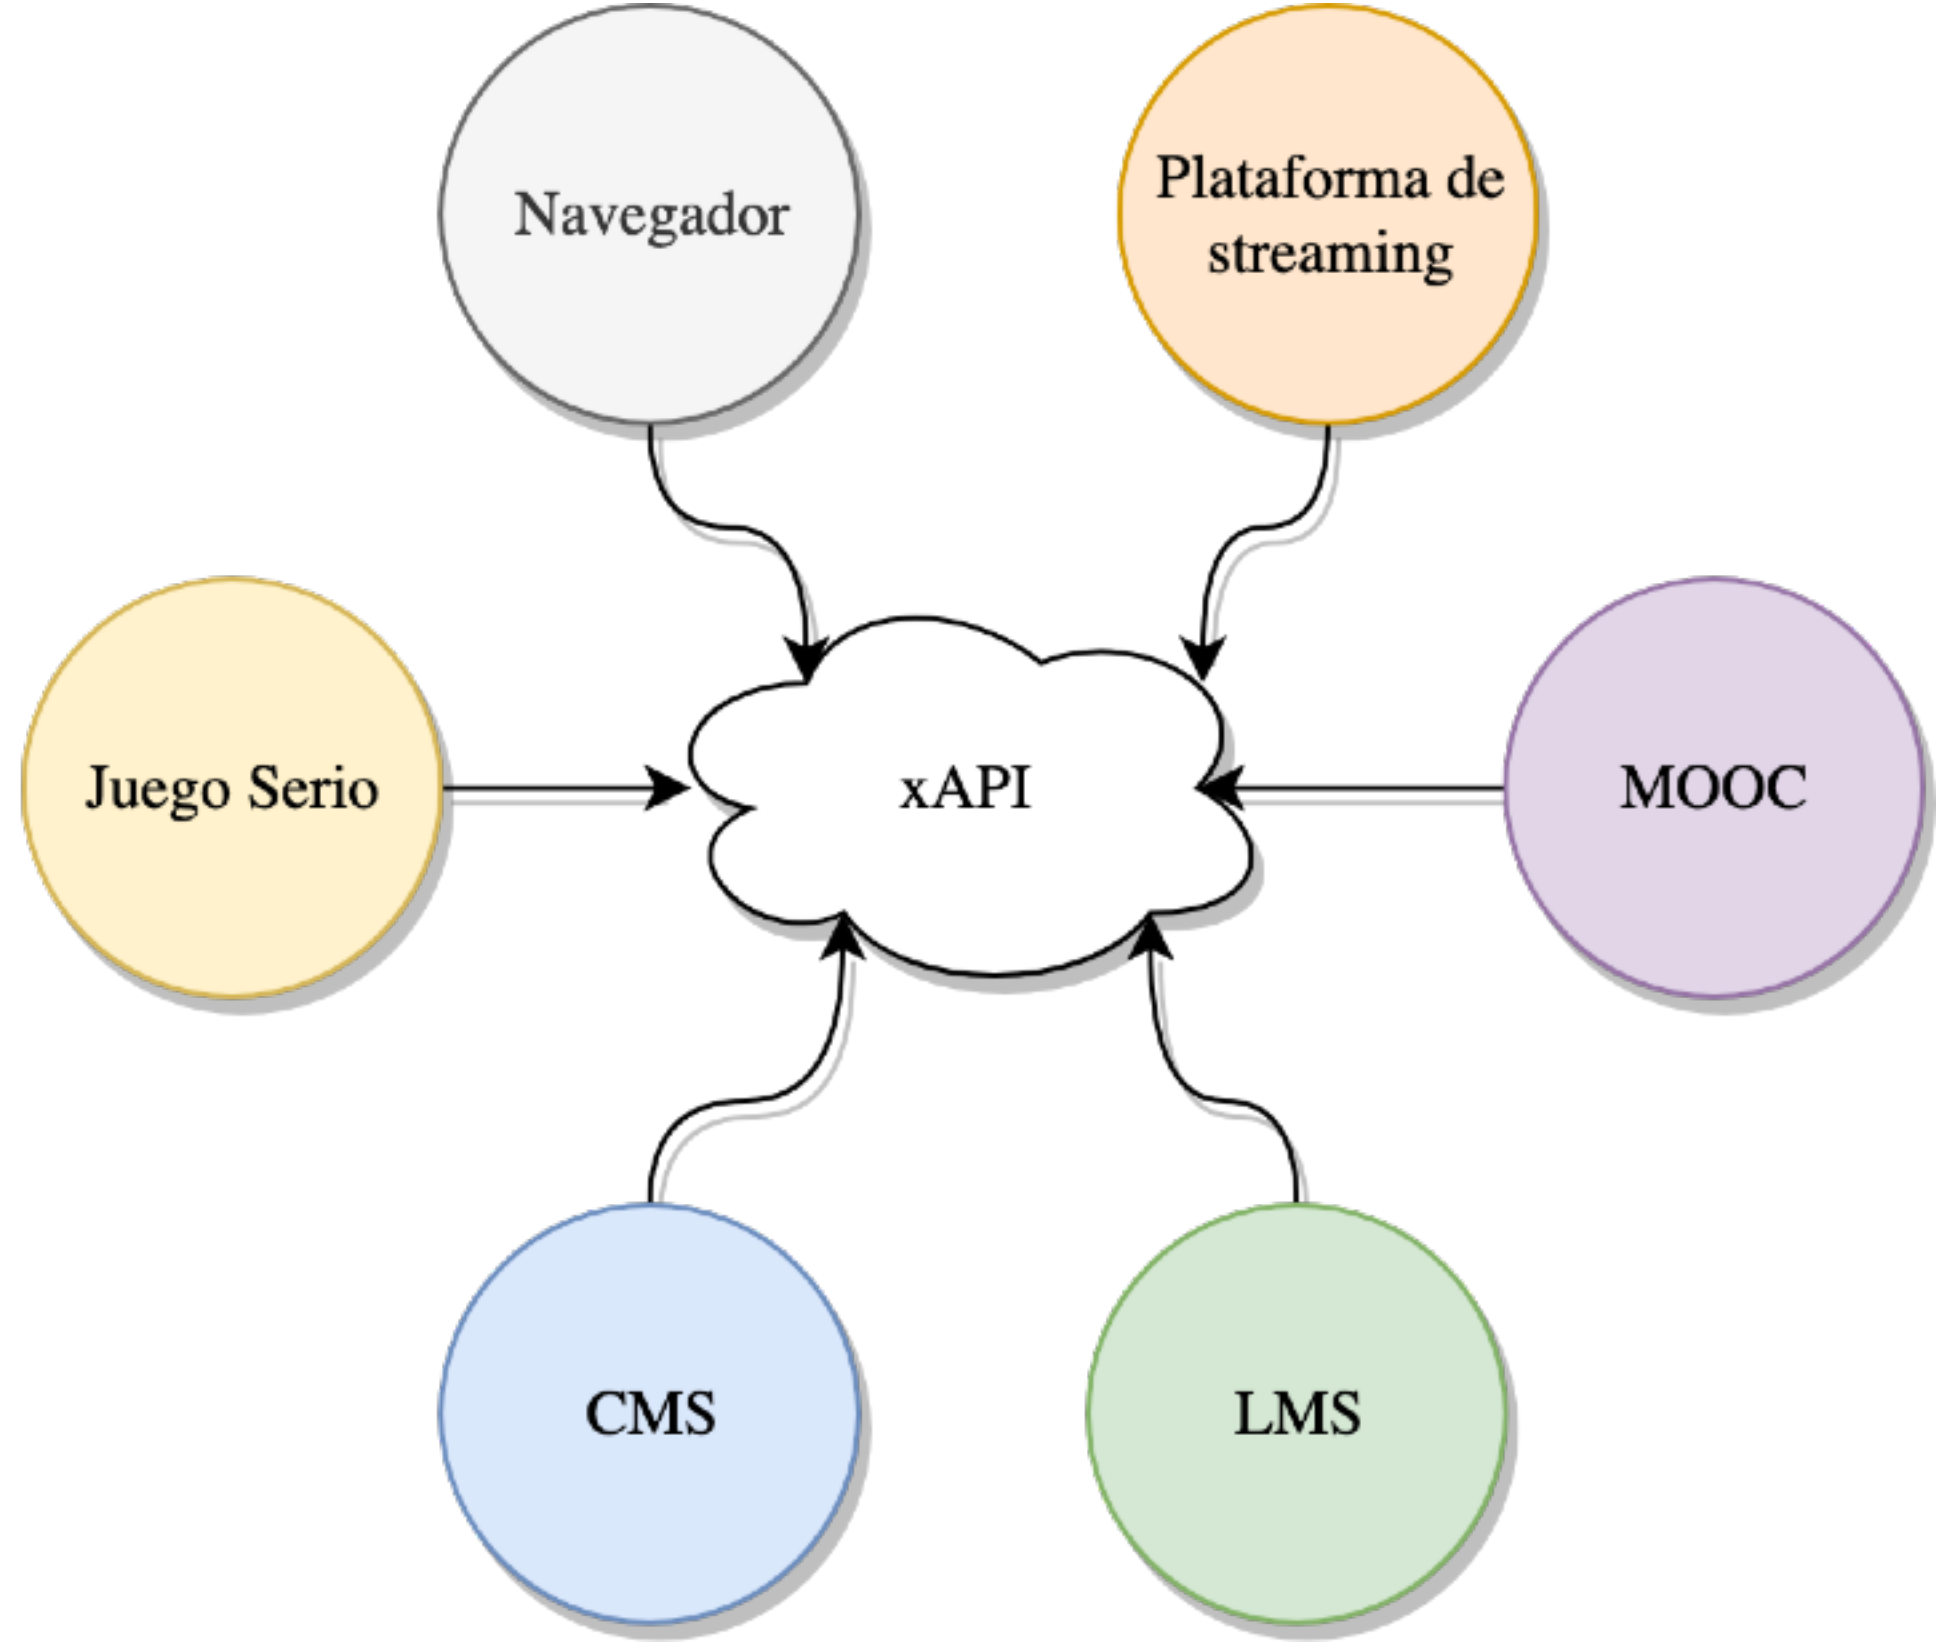 Navegador
Plataforma de
streaming
Juego Serio
xAPI
MOOC
CMS
LMS